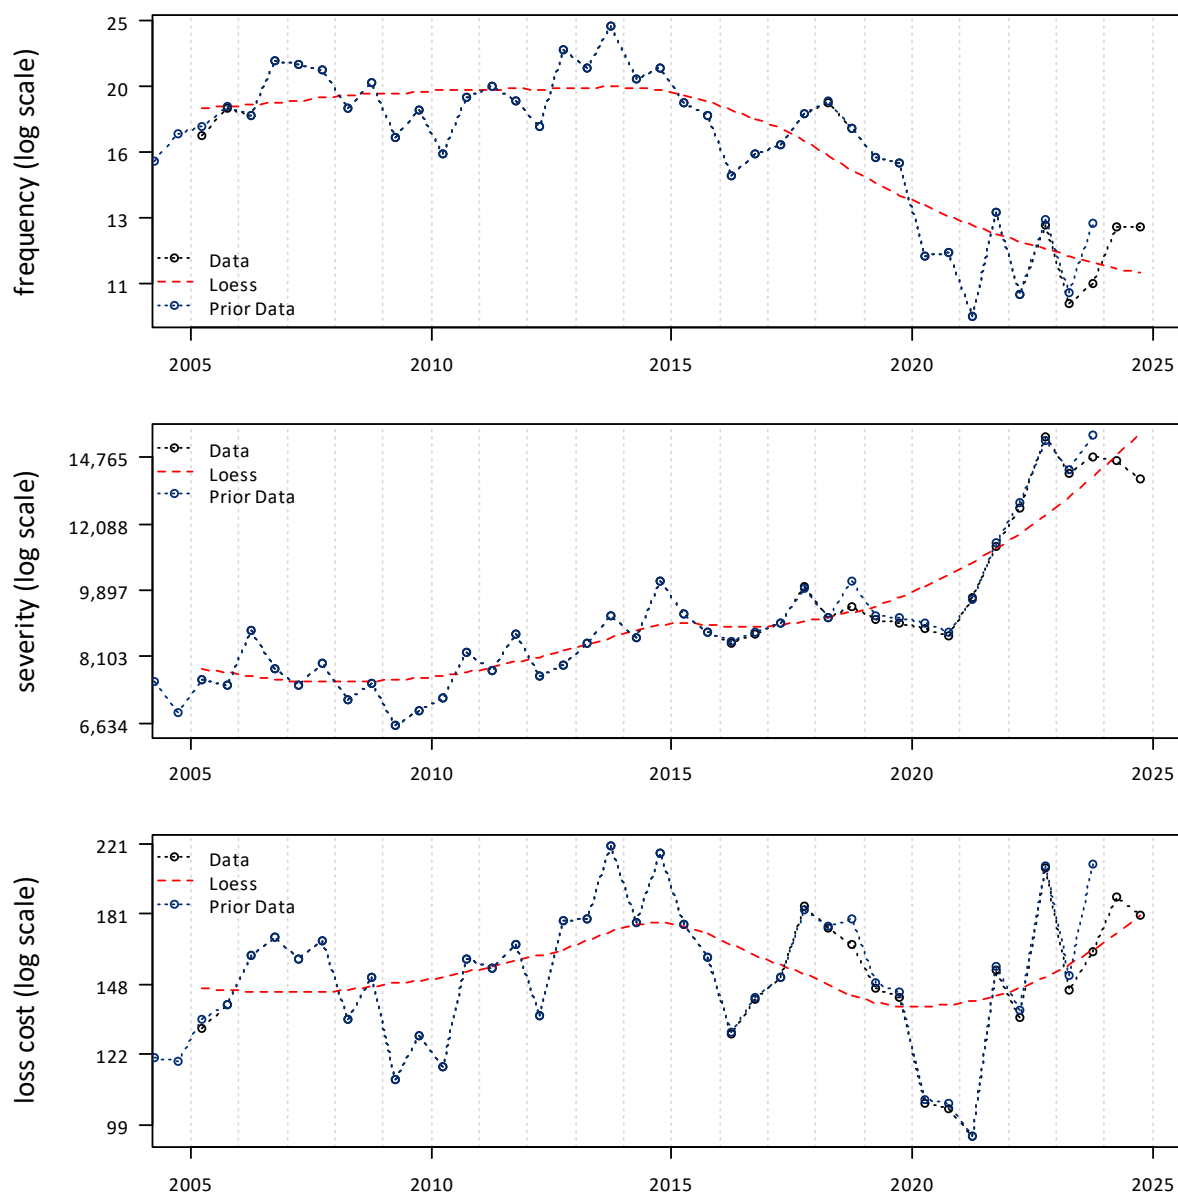 frequency (log scale)
25
20
16
13
11
Data
Loess
Prior Data
2005 2010 2015 2020 2025
severity (log scale)
14,765
12,088
9,897
8,103
6,634
Data
Loess
Prior Data
2005 2010 2015 2020 2025
loss cost (log scale)
221
181
148
122
99
Data
Loess
Prior Data
2005 2010 2015 2020 2025